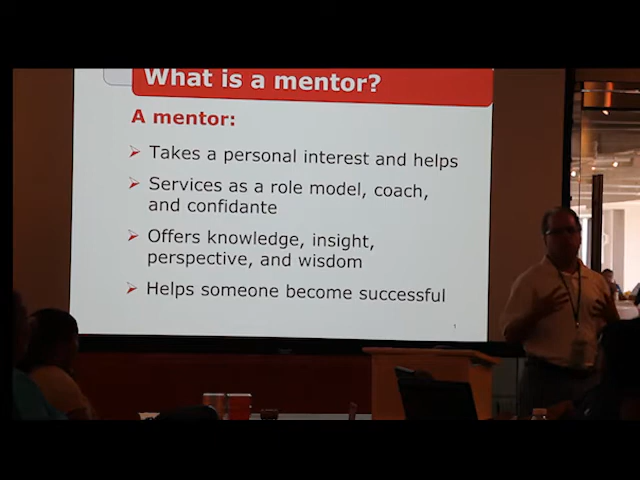 What is a mentor?
A mentor:
Takes a personal interest and helps
Services as a role model, coach,
and confidante
Offers knowledge, insight,
perspective, and wisdom
Helps someone become successful
1